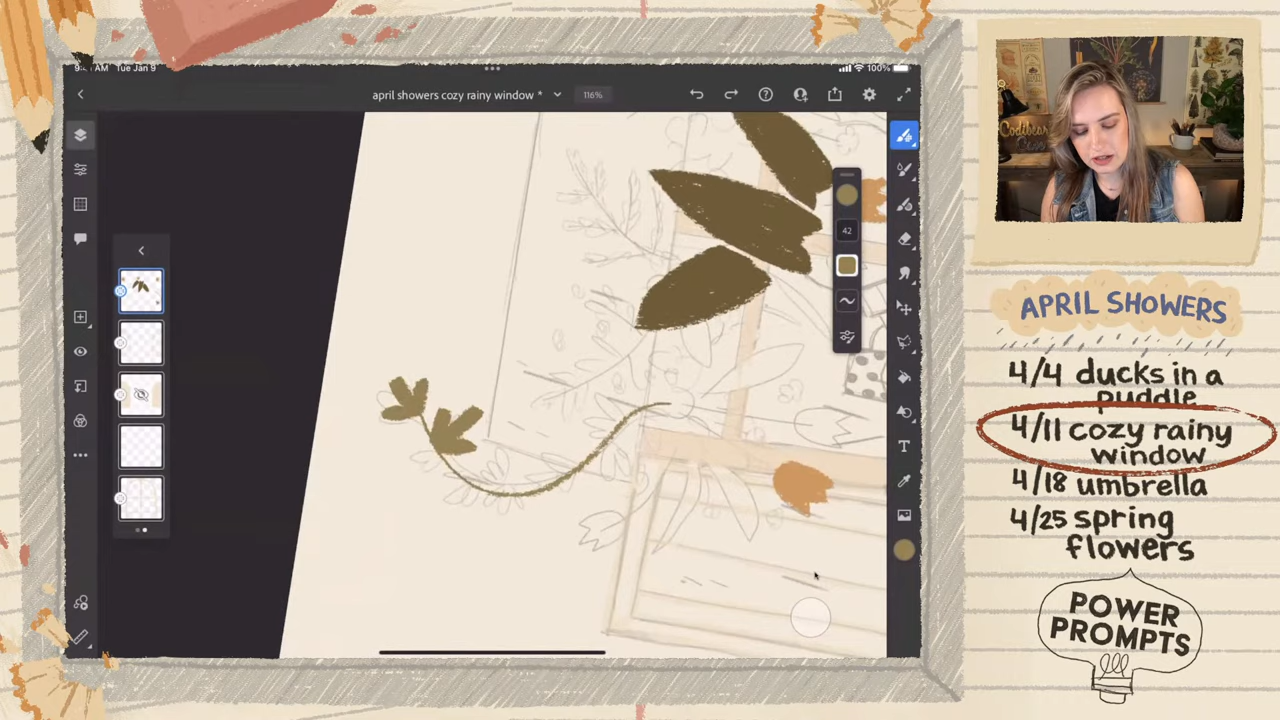 Tue Jan 9
100%
april showers cozy rainy window *
116%
42
T
Codibear
APRIL SHOWERS
4/4 ducks in a
puddle
4/11 cozy rainy
window
4/18 umbrella
4/25 spring
flowers
POWER
PROMPTS